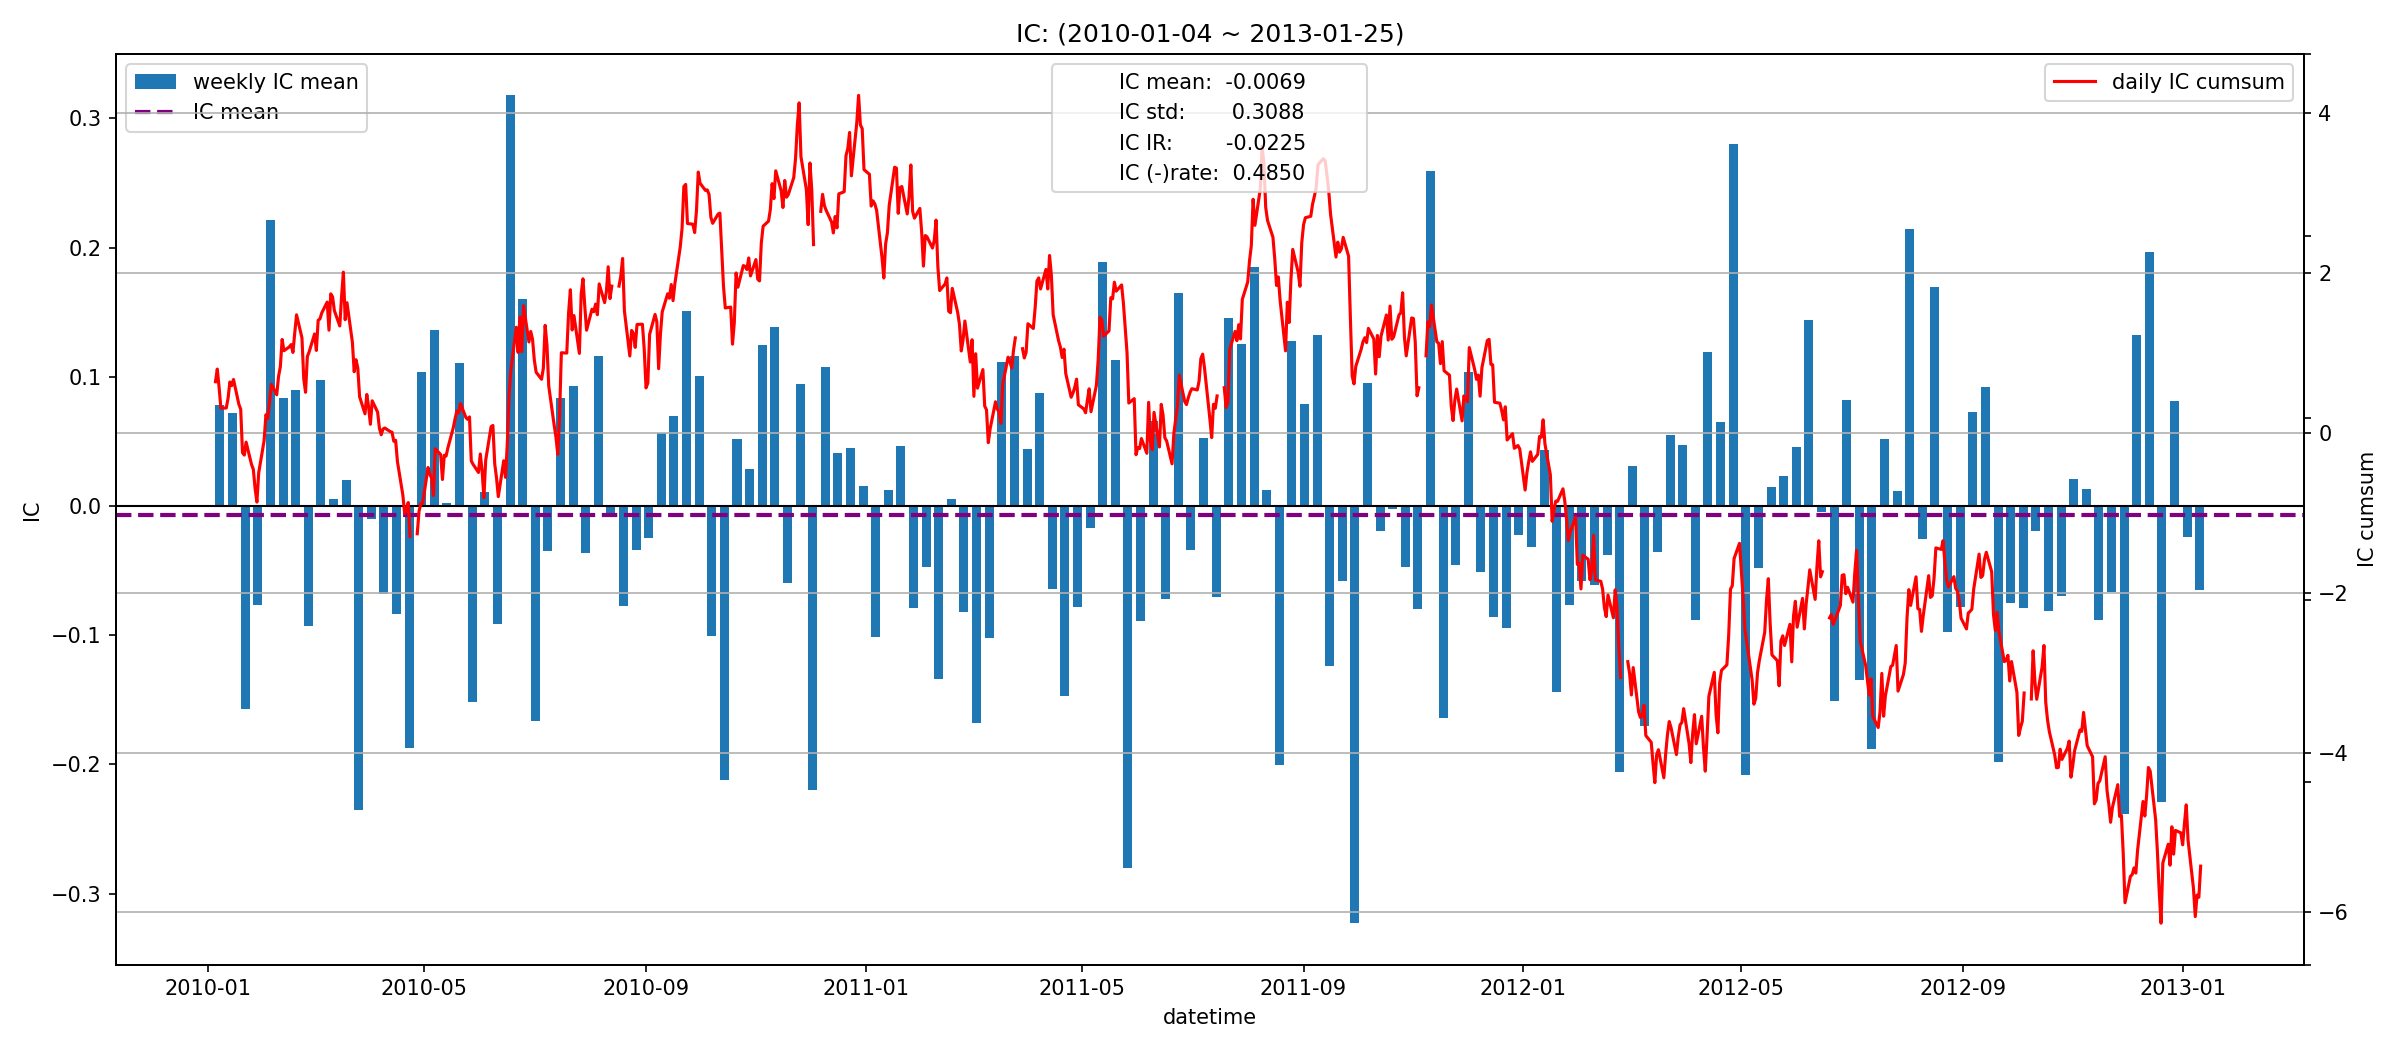 IC: (2010-01-04 ~ 2013-01-25)
weekly IC mean
IC mean
IC mean: -0.0069
IC std: 0.3088
IC IR: -0.0225
IC (-)rate: 0.4850
daily IC cumsum
0.3
0.2
0.1
0.0
−0.1
−0.2
−0.3
IC
4
2
0
−2
−4
−6
IC cumsum
2010-01 2010-05 2010-09 2011-01 2011-05 2011-09 2012-01 2012-05 2012-09 2013-01
datetime